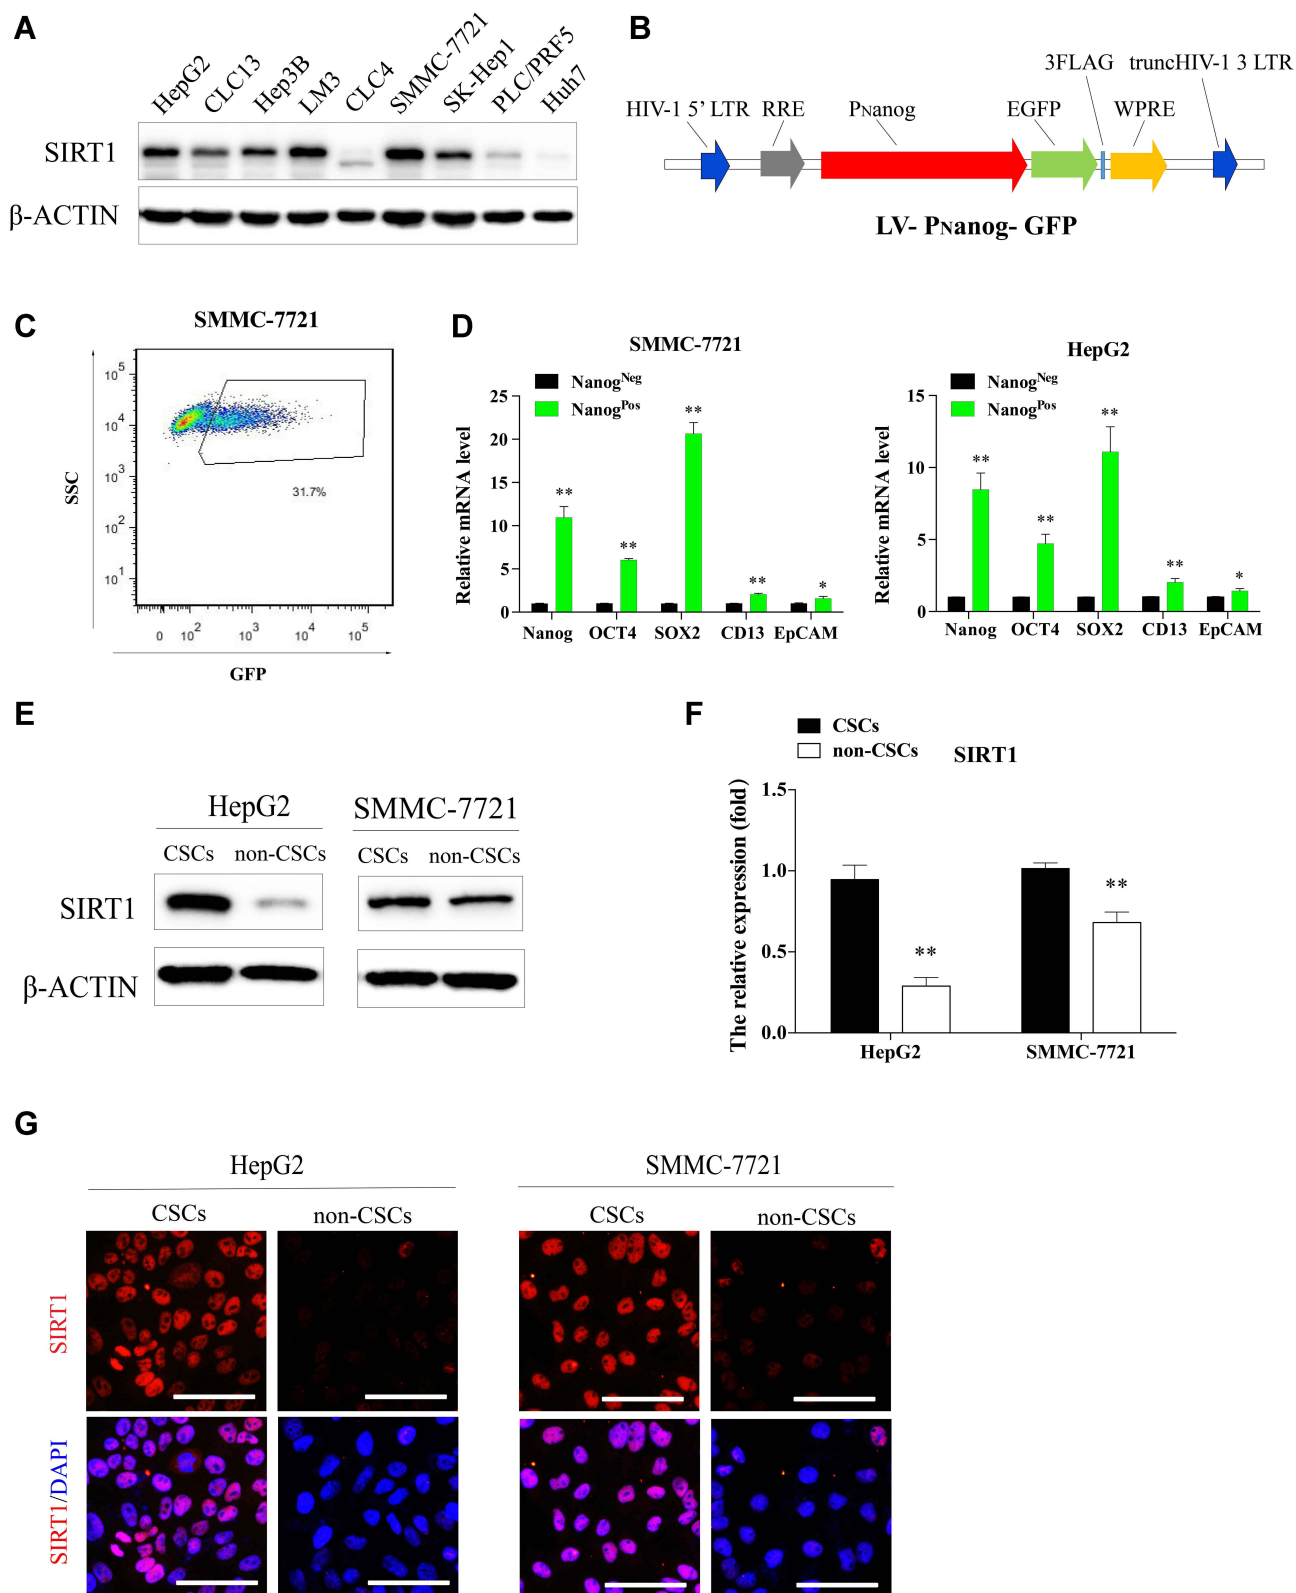 A
HepG2
CLC13
Hep3B
LM3
CLC4
SMMC-7721
SK-Hep1
PLC/PRF5
Huh7
SIRT1
β-ACTIN
B
3FLAG truncHIV-1 3 LTR
HIV-1 5' LTR RRE PNanog EGFP WPRE
LV- PNanog- GFP
C
SMMC-7721
SSC
10^5
10^4
10^3
10^2
10^1
31.7%
0 10^2 10^3 10^4 10^5
GFP
D
SMMC-7721
Nanog^Neg
Nanog^Pos
Relative mRNA level
25
20
15
10
5
0
** ** ** ** *
Nanog OCT4 SOX2 CD13 EpCAM
HepG2
Nanog^Neg
Nanog^Pos
Relative mRNA level
15
10
5
0
** ** ** ** *
Nanog OCT4 SOX2 CD13 EpCAM
E
HepG2 SMMC-7721
CSCs non-CSCs CSCs non-CSCs
SIRT1
β-ACTIN
F
CSCs
non-CSCs
SIRT1
The relative expression (fold)
1.5
1.0
0.5
0.0
** **
HepG2 SMMC-7721
G
HepG2 SMMC-7721
CSCs non-CSCs CSCs non-CSCs
SIRT1
SIRT1/DAPI